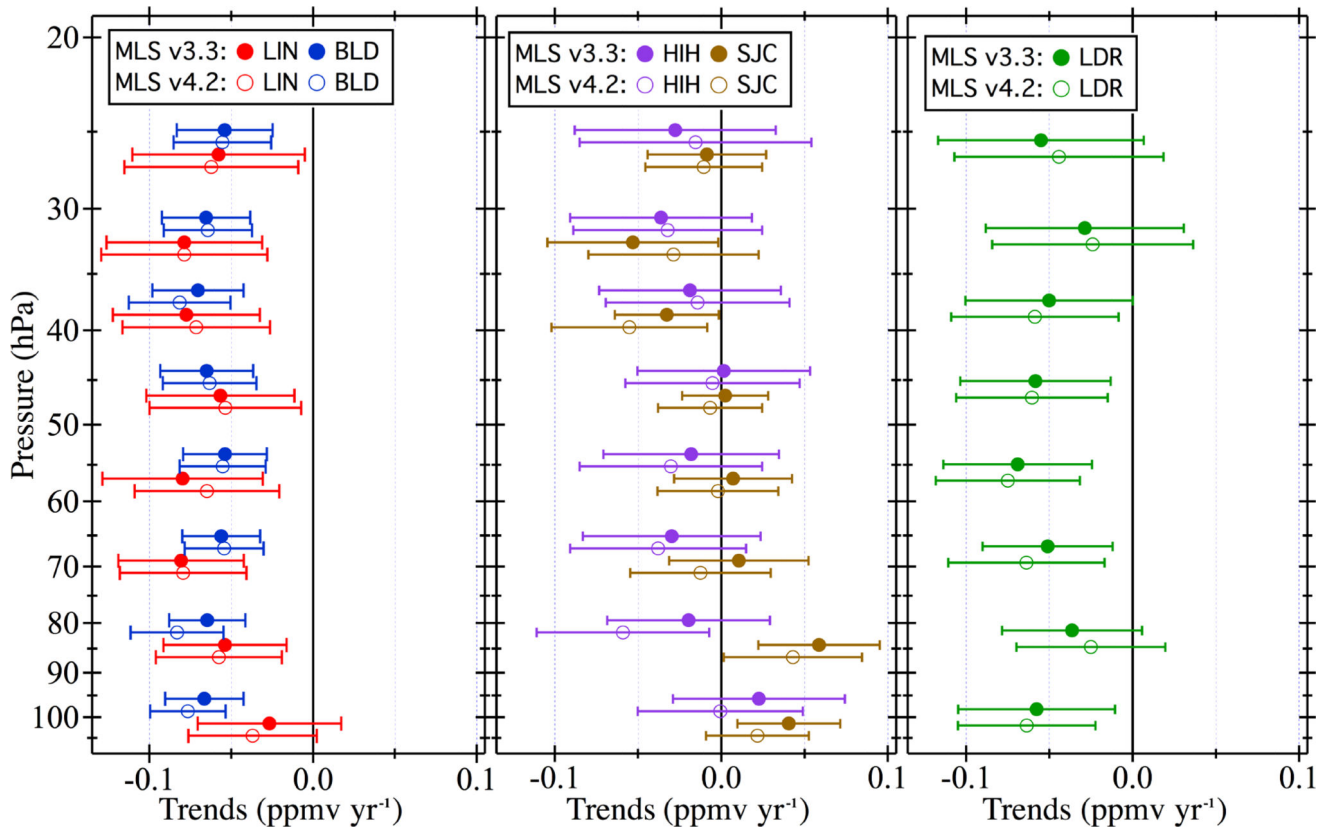 MLS v3.3: LIN BLD
MLS v4.2: LIN BLD
MLS v3.3: HIH SJC
MLS v4.2: HIH SJC
MLS v3.3: LDR
MLS v4.2: LDR
Pressure (hPa)
20
30
40
50
60
70
80
90
100
-0.1 0.0 0.1
-0.1 0.0 0.1
-0.1 0.0 0.1
Trends (ppmv yr⁻¹)
Trends (ppmv yr⁻¹)
Trends (ppmv yr⁻¹)